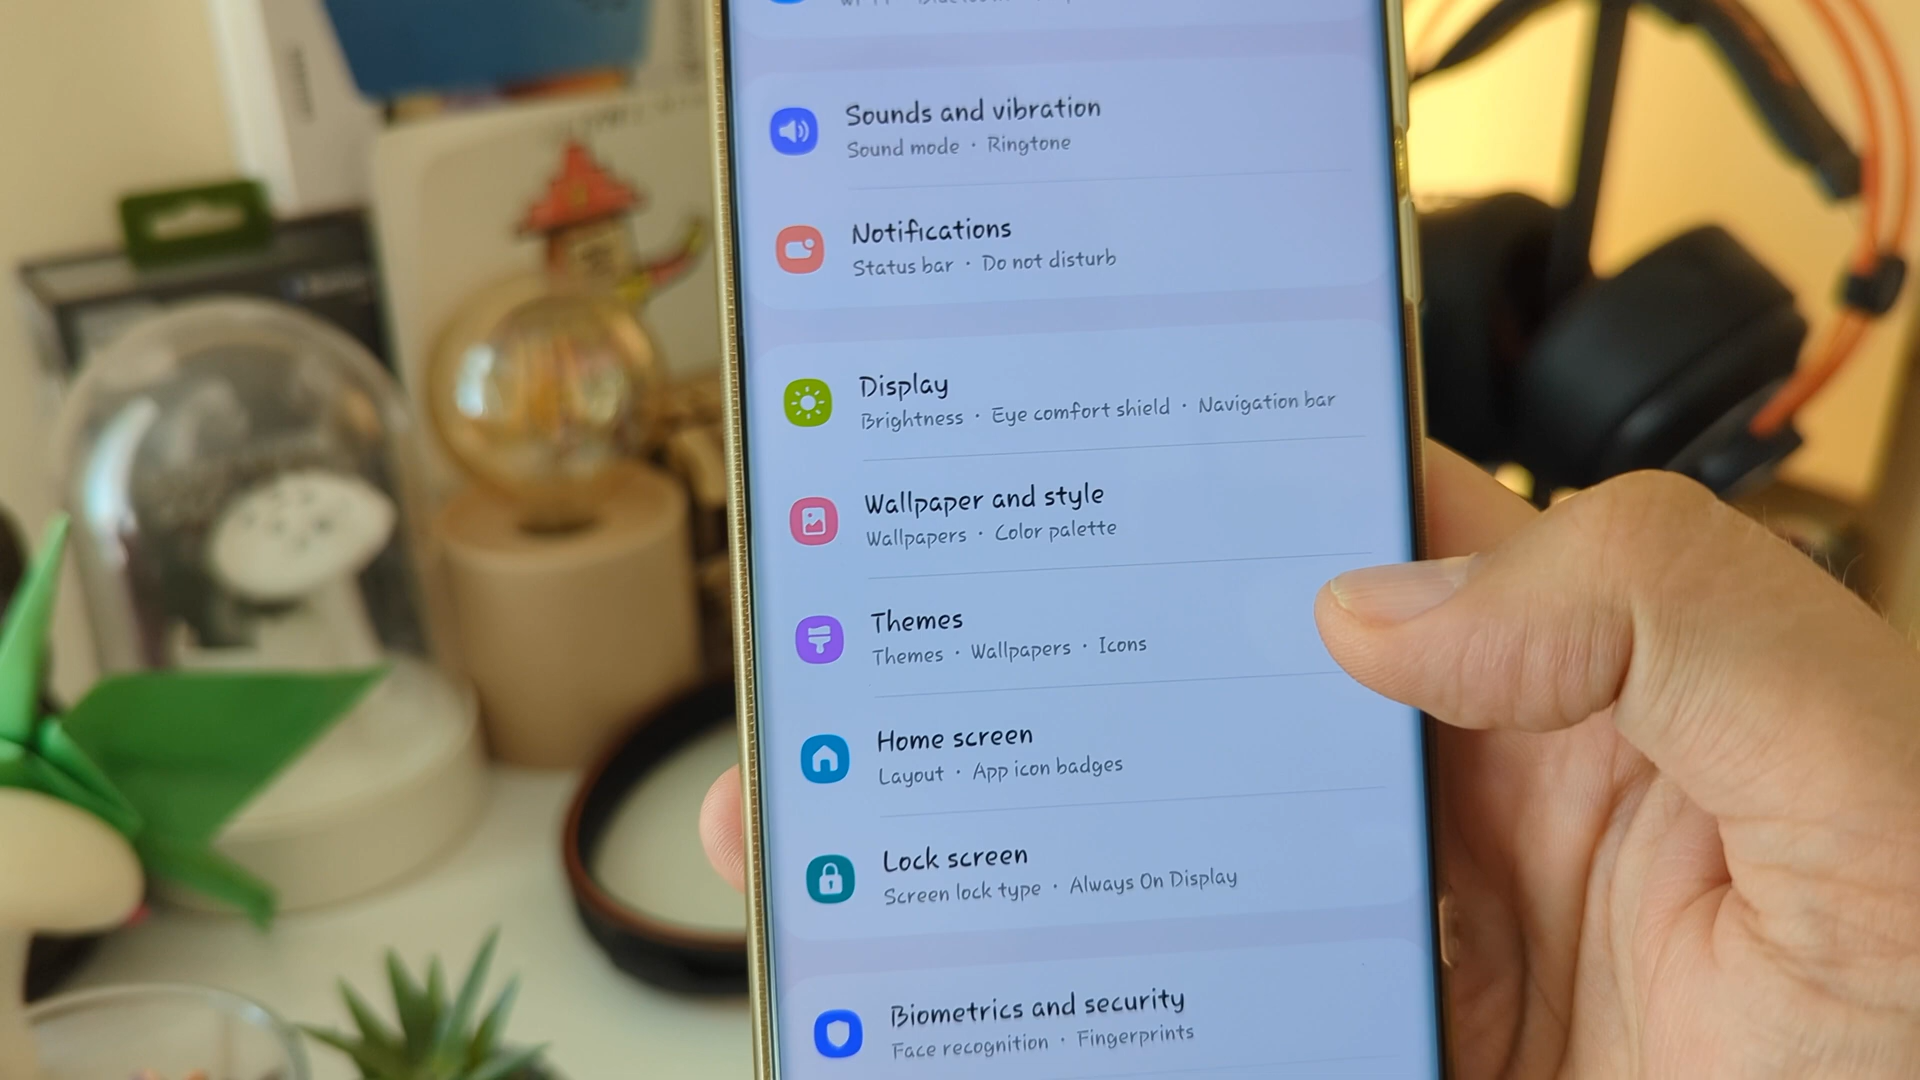 Sounds and vibration
Sound mode · Ringtone
Notifications
Status bar · Do not disturb
Display
Brightness · Eye comfort shield · Navigation bar
Wallpaper and style
Wallpapers · Color palette
Themes
Themes · Wallpapers · Icons
Home screen
Layout · App icon badges
Lock screen
Screen lock type · Always On Display
Biometrics and security
Face recognition · Fingerprints